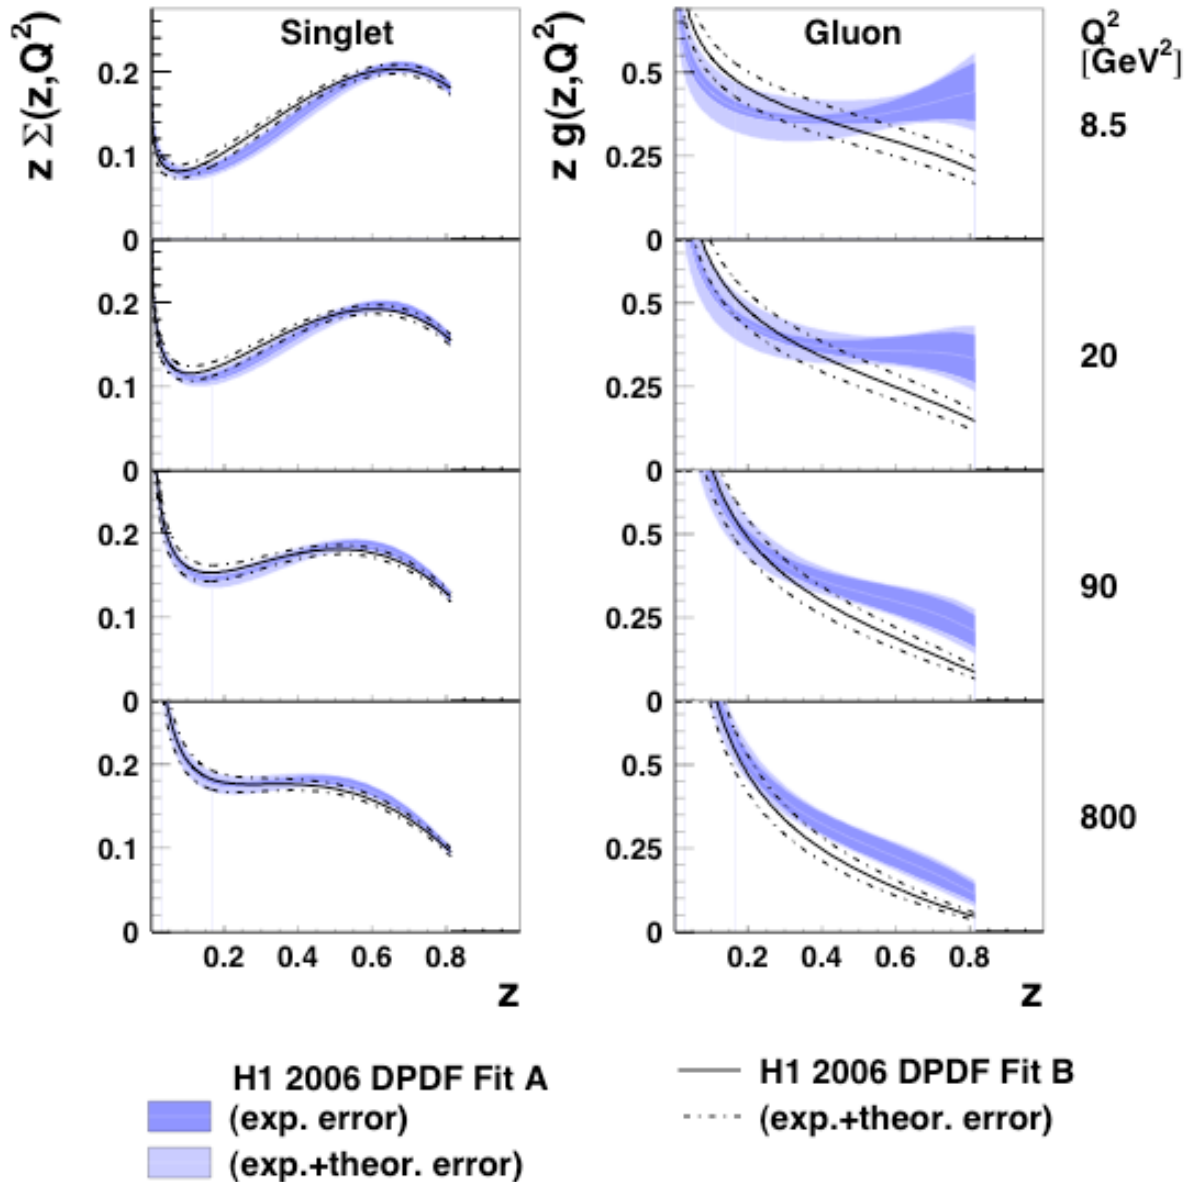 z Σ(z,Q²)
Singlet
0.2
0.1
0
z g(z,Q²)
Gluon
0.5
0.25
0
Q²
[GeV²]
8.5
0.2
0.1
0
0.5
0.25
0
20
0.2
0.1
0
0.5
0.25
0
90
0.2
0.1
0
0.5
0.25
0
800
0.2 0.4 0.6 0.8
z
0.2 0.4 0.6 0.8
z
H1 2006 DPDF Fit A
(exp. error)
(exp.+theor. error)
H1 2006 DPDF Fit B
(exp.+theor. error)